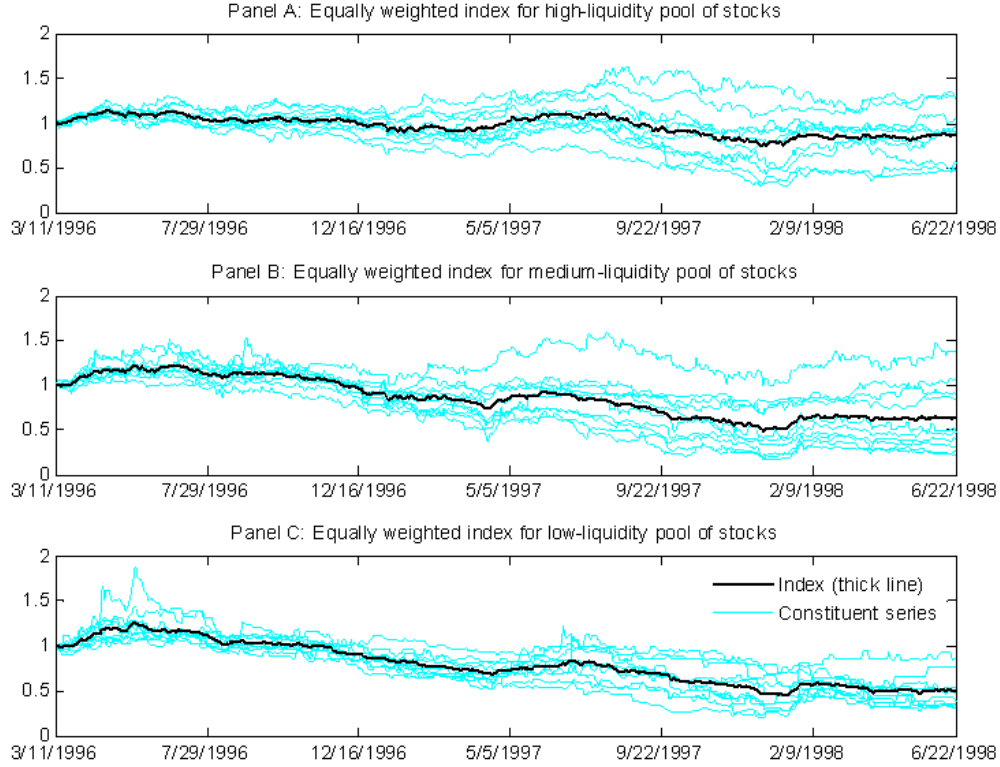 Panel A: Equally weighted index for high-liquidity pool of stocks
2
1.5
1
0.5
0
3/11/1996 7/29/1996 12/16/1996 5/5/1997 9/22/1997 2/9/1998 6/22/1998
Panel B: Equally weighted index for medium-liquidity pool of stocks
2
1.5
1
0.5
0
3/11/1996 7/29/1996 12/16/1996 5/5/1997 9/22/1997 2/9/1998 6/22/1998
Panel C: Equally weighted index for low-liquidity pool of stocks
2
Index (thick line)
1.5
Constituent series
1
0.5
0
3/11/1996 7/29/1996 12/16/1996 5/5/1997 9/22/1997 2/9/1998 6/22/1998